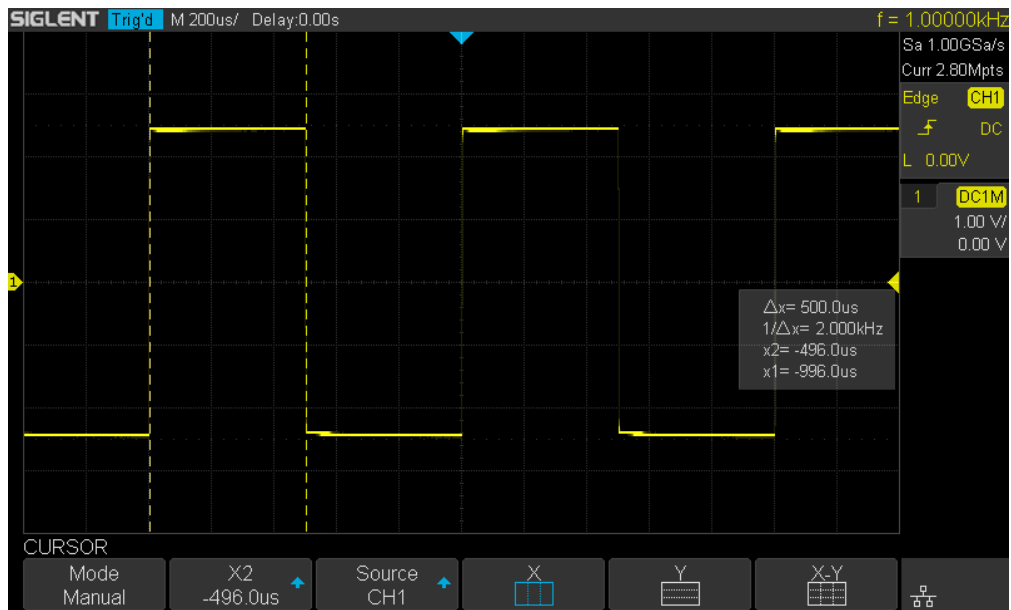 SIGLENT Trig'd M 200us/ Delay:0.00s f = 1.00000kHz
Sa 1.00GSa/s
Curr 2.80Mpts
Edge CH1
DC
L 0.00V
1 DC1M
1.00 V/
0.00 V
1
Δx= 500.0us
1/Δx= 2.000kHz
x2= -496.0us
x1= -996.0us
CURSOR
Mode X2 Source X Y X-Y
Manual -496.0us CH1